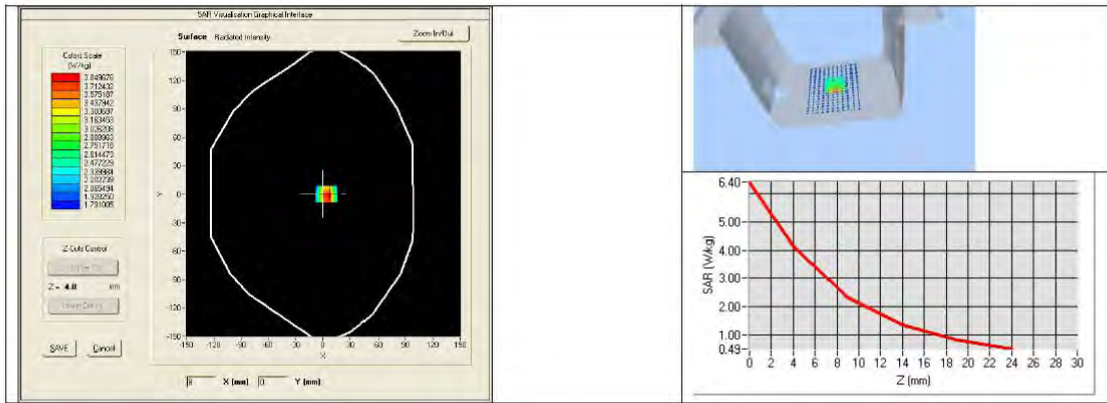 SAR Visualisation Graphical Interface
Surface Radiated Intensity
Zoom In/Out
Colors Scale
(W/kg)
3.849676
3.712432
3.575187
3.437942
3.300697
3.163453
3.026208
2.888963
2.751718
2.614473
2.477229
2.339984
2.202739
2.065494
1.928250
1.791005
150
120
90
60
30
0
-30
-60
-90
-120
-150
Y
-150 -120 -90 -60 -30 0 30 60 90 120 150
X
Z-Cuts Control
Z = 4.0 mm
SAVE
Cancel
8 X (mm) 0 Y (mm)
SAR (W/kg)
6.40
5.00
4.00
3.00
2.00
1.00
0.49
0 2 4 6 8 10 12 14 16 18 20 22 24 26 28 30
Z (mm)